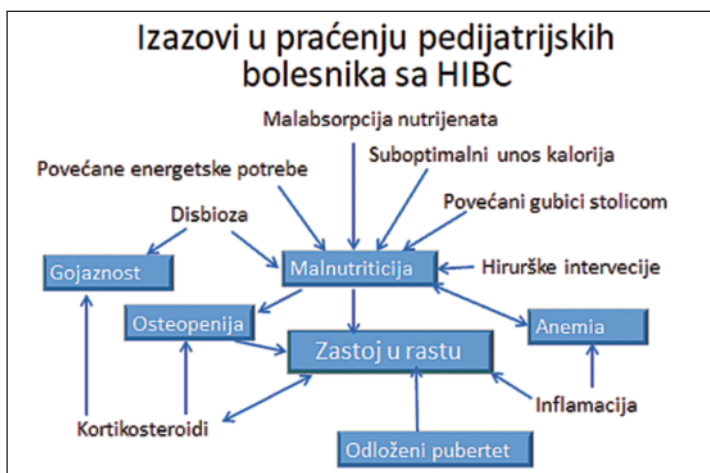 Izazovi u praćenju pedijatrijskih
bolesnika sa HIBC
Malabsorpcija nutrijenata
Suboptimalni unos kalorija
Povećane energetske potrebe
Povećani gubici stolicom
Disbioza
Gojaznost
Malnutriticija
Hirurške intervecije
Osteopenija
Anemia
Zastoj u rastu
Inflamacija
Kortikosteroidi
Odloženi pubertet